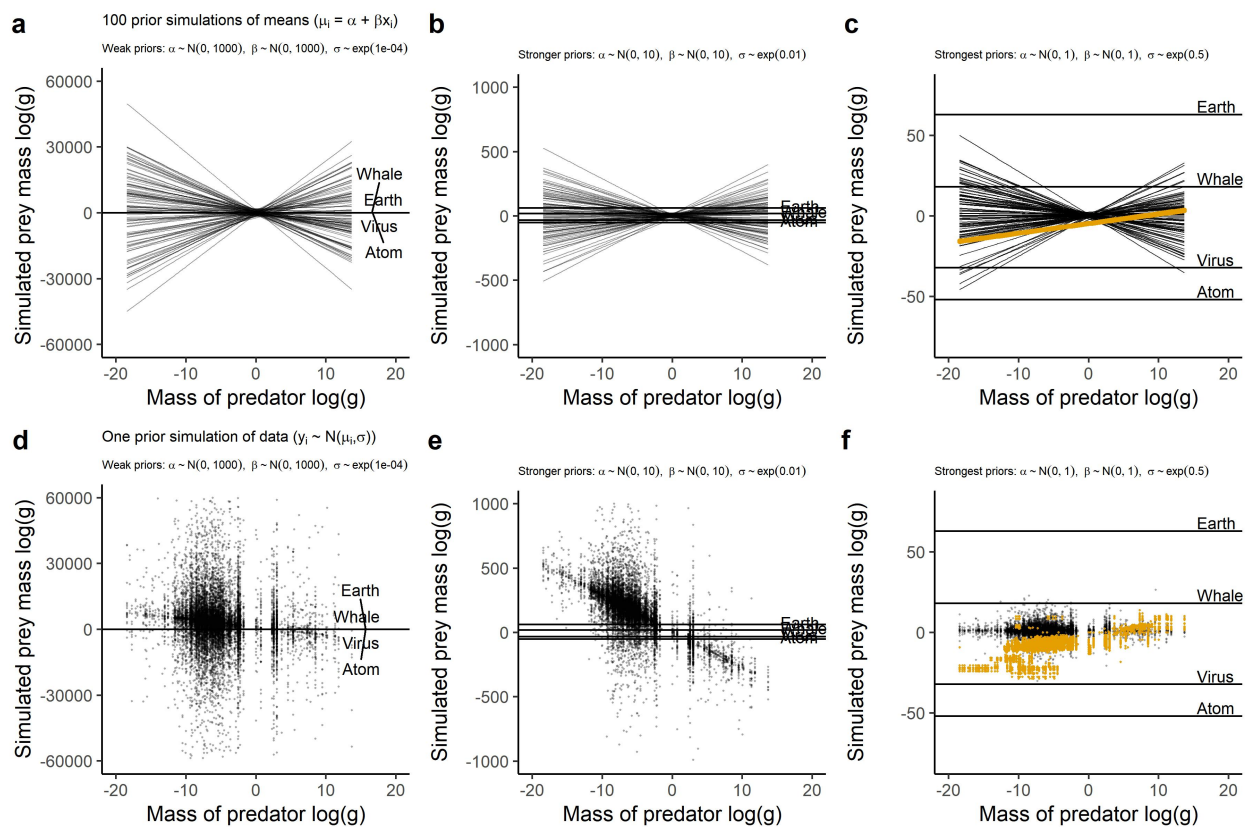 a
100 prior simulations of means (μi = α + βxi)
Weak priors: α ~ N(0, 1000), β ~ N(0, 1000), σ ~ exp(1e-04)
60000
30000
0
-30000
-60000
Simulated prey mass log(g)
Whale
Earth
Virus
Atom
-20
-10
0
10
20
Mass of predator log(g)
b
Stronger priors: α ~ N(0, 10), β ~ N(0, 10), σ ~ exp(0.01)
1000
500
0
-500
-1000
Simulated prey mass log(g)
Earth
Whale
Virus
Atom
-20
-10
0
10
20
Mass of predator log(g)
c
Strongest priors: α ~ N(0, 1), β ~ N(0, 1), σ ~ exp(0.5)
50
0
-50
Simulated prey mass log(g)
Earth
Whale
Virus
Atom
-20
-10
0
10
20
Mass of predator log(g)
d
One prior simulation of data (yi ~ N(μi,σ))
Weak priors: α ~ N(0, 1000), β ~ N(0, 1000), σ ~ exp(1e-04)
60000
30000
0
-30000
-60000
Simulated prey mass log(g)
Earth
Whale
Virus
Atom
-20
-10
0
10
20
Mass of predator log(g)
e
Stronger priors: α ~ N(0, 10), β ~ N(0, 10), σ ~ exp(0.01)
1000
500
0
-500
-1000
Simulated prey mass log(g)
Earth
Whale
Virus
Atom
-20
-10
0
10
20
Mass of predator log(g)
f
Strongest priors: α ~ N(0, 1), β ~ N(0, 1), σ ~ exp(0.5)
50
0
-50
Simulated prey mass log(g)
Earth
Whale
Virus
Atom
-20
-10
0
10
20
Mass of predator log(g)